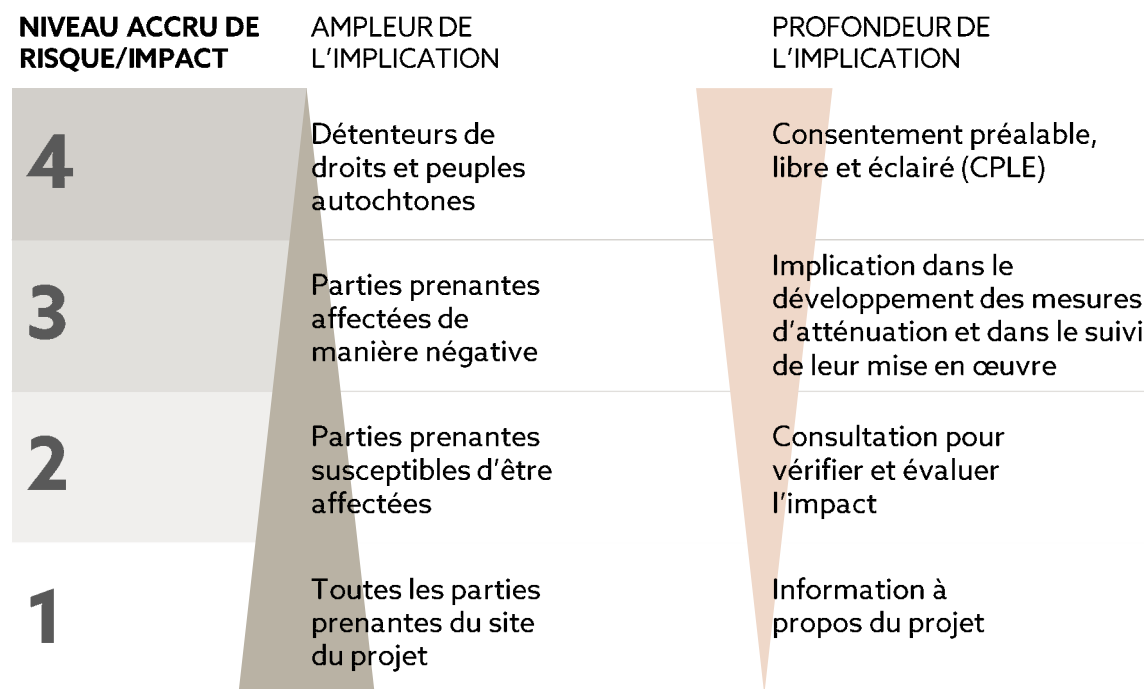 NIVEAU ACCRU DE
RISQUE/IMPACT
AMPLEUR DE
L'IMPLICATION
PROFONDEUR DE
L'IMPLICATION
4
Détenteurs de
droits et peuples
autochtones
Consentement préalable,
libre et éclairé (CPLE)
3
Parties prenantes
affectées de
manière négative
Implication dans le
développement des mesures
d'atténuation et dans le suivi
de leur mise en œuvre
2
Parties prenantes
susceptibles d'être
affectées
Consultation pour
vérifier et évaluer
l'impact
1
Toutes les parties
prenantes du site
du projet
Information à
propos du projet